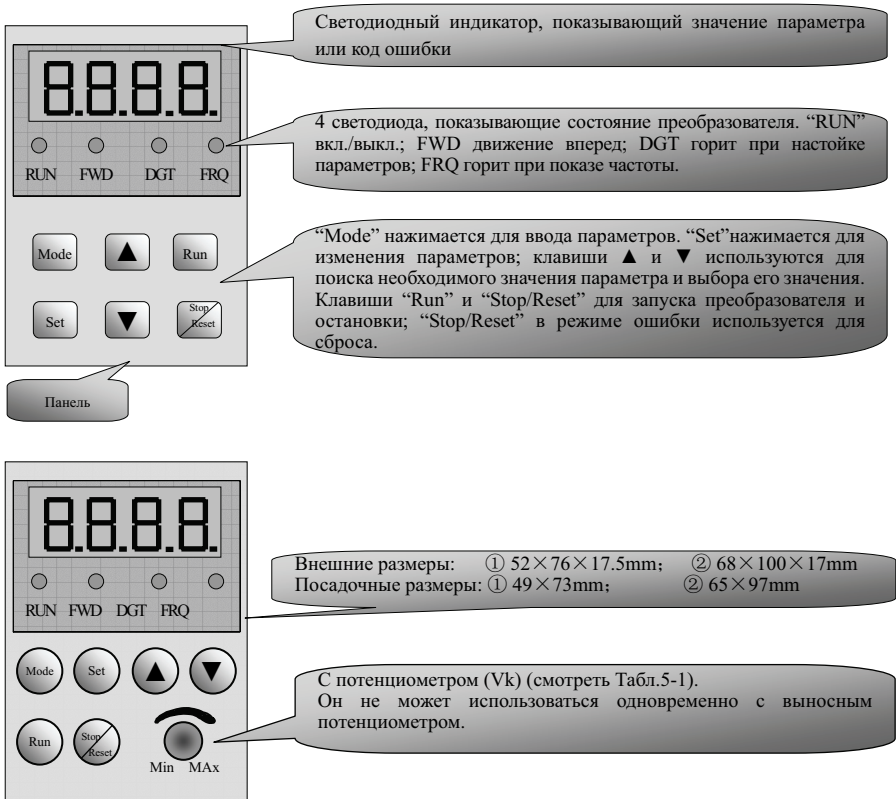 Светодиодный индикатор, показывающий значение параметра
или код ошибки
8.8.8.8.
4 светодиода, показывающие состояние преобразователя. “RUN”
вкл./выкл.; FWD движение вперед; DGT горит при настойке
параметров; FRQ горит при показе частоты.
RUN FWD DGT FRQ
“Mode” нажимается для ввода параметров. “Set”нажимается для
изменения параметров; клавиши ▲ и ▼ используются для
поиска необходимого значения параметра и выбора его значения.
Клавиши “Run” и “Stop/Reset” для запуска преобразователя и
остановки; “Stop/Reset” в режиме ошибки используется для
сброса.
Mode ▲ Run
Set ▼ Stop/Reset
Панель
8.8.8.8.
RUN FWD DGT FRQ
Внешние размеры: ① 52×76×17.5mm; ② 68×100×17mm
Посадочные размеры: ① 49×73mm; ② 65×97mm
Mode Set ▲ ▼
Run Stop/Reset
Min MAx
С потенциометром (Vk) (смотреть Табл.5-1).
Он не может использоваться одновременно с выносным
потенциометром.